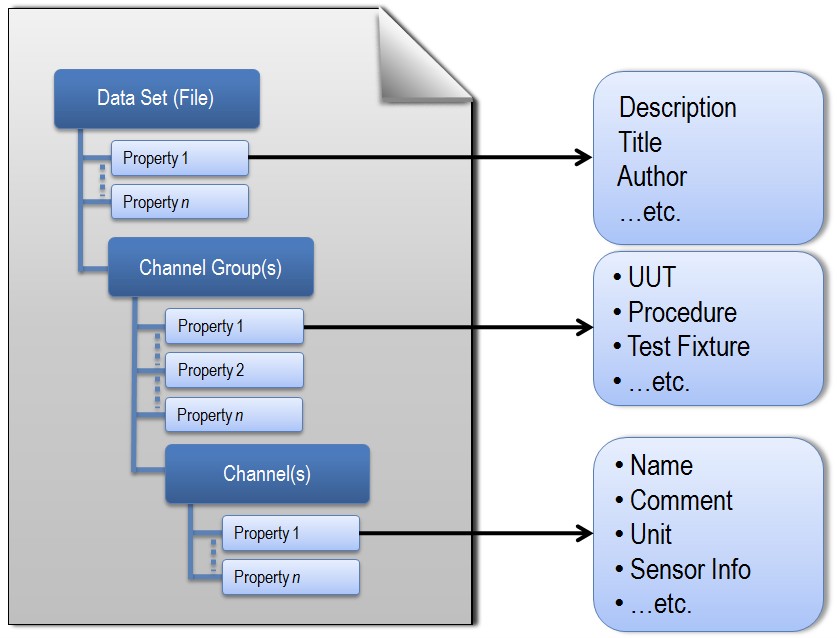 Data Set (File)
Property 1
Property n
Channel Group(s)
Property 1
Property 2
Property n
Channel(s)
Property 1
Property n
Description
Title
Author
...etc.
• UUT
• Procedure
• Test Fixture
• ...etc.
• Name
• Comment
• Unit
• Sensor Info
• ...etc.